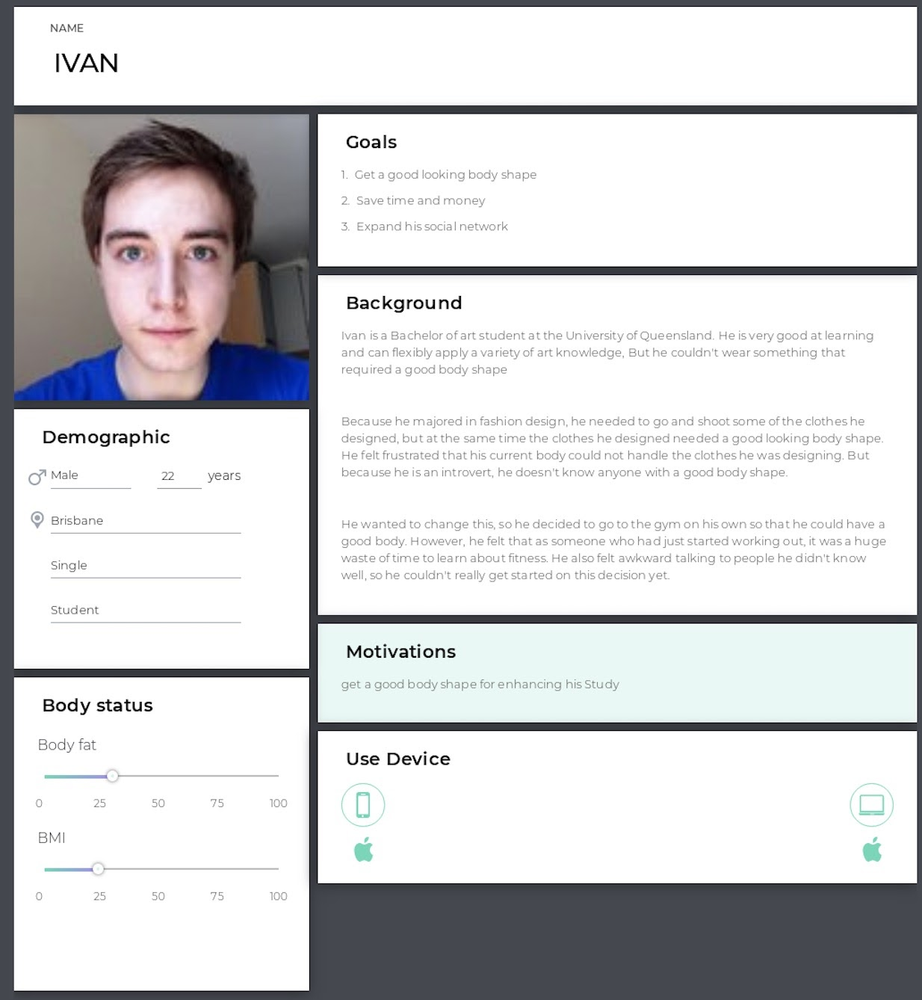 NAME
IVAN
Goals
1. Get a good looking body shape
2. Save time and money
3. Expand his social network
Background
Ivan is a Bachelor of art student at the University of Queensland. He is very good at learning
and can flexibly apply a variety of art knowledge, But he couldn't wear something that
required a good body shape
Because he majored in fashion design, he needed to go and shoot some of the clothes he
designed, but at the same time the clothes he designed needed a good looking body shape.
He felt frustrated that his current body could not handle the clothes he was designing. But
because he is an introvert, he doesn't know anyone with a good body shape.
He wanted to change this, so he decided to go to the gym on his own so that he could have a
good body. However, he felt that as someone who had just started working out, it was a huge
waste of time to learn about fitness. He also felt awkward talking to people he didn't know
well, so he couldn't really get started on this decision yet.
Demographic
Male 22 years
Brisbane
Single
Student
Motivations
get a good body shape for enhancing his Study
Body status
Body fat
0 25 50 75 100
BMI
0 25 50 75 100
Use Device